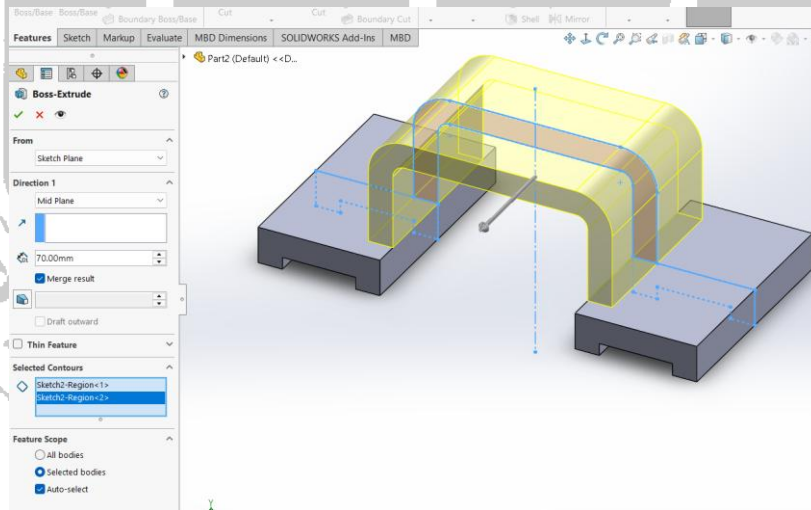 Boss/Base Boss/Base Boundary Boss/Base Cut Cut Boundary Cut Shell Mirror
Features Sketch Markup Evaluate MBD Dimensions SOLIDWORKS Add-Ins MBD
Part2 (Default) <<D...
Boss-Extrude
From
Sketch Plane
Direction 1
Mid Plane
70.00mm
Merge result
Draft outward
Thin Feature
Selected Contours
Sketch2-Region<1>
Sketch2-Region<2>
Feature Scope
All bodies
Selected bodies
Auto-select
Y